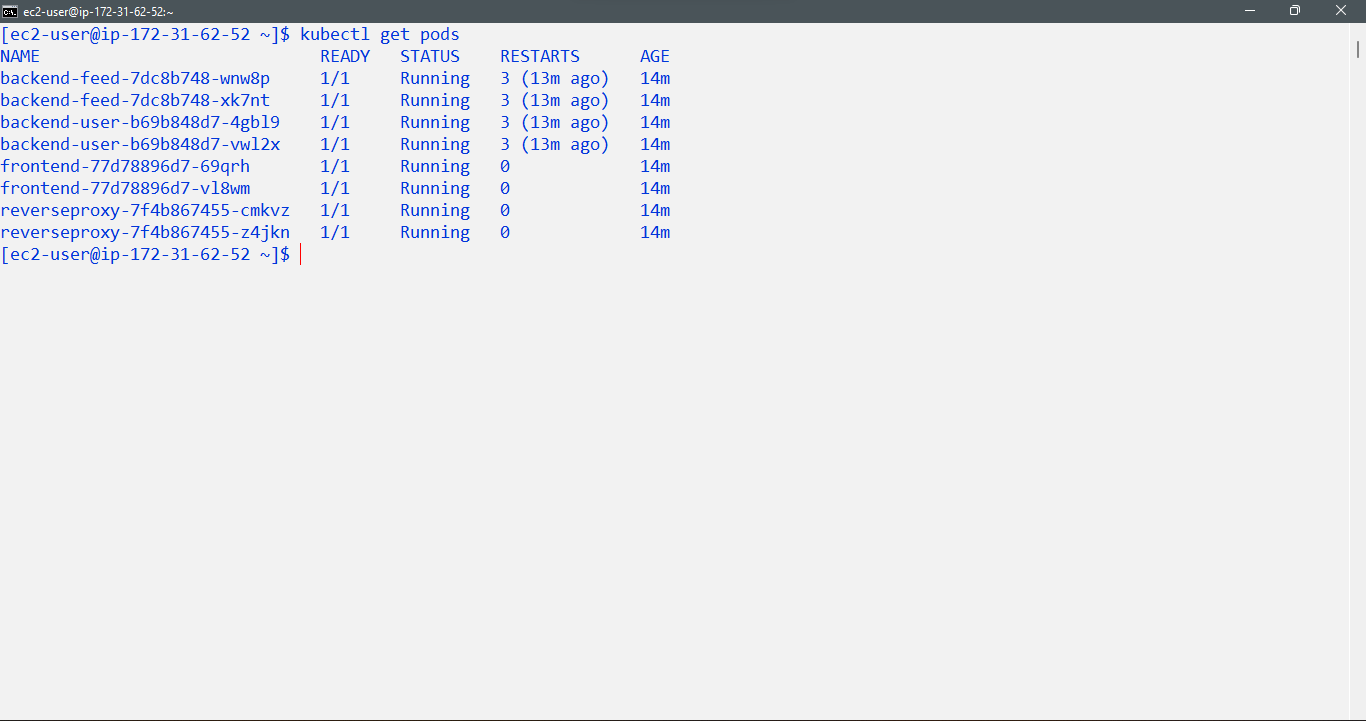 ec2-user@ip-172-31-62-52:~
[ec2-user@ip-172-31-62-52 ~]$ kubectl get pods
NAME READY STATUS RESTARTS AGE
backend-feed-7dc8b748-wnw8p 1/1 Running 3 (13m ago) 14m
backend-feed-7dc8b748-xk7nt 1/1 Running 3 (13m ago) 14m
backend-user-b69b848d7-4gbl9 1/1 Running 3 (13m ago) 14m
backend-user-b69b848d7-vwl2x 1/1 Running 3 (13m ago) 14m
frontend-77d78896d7-69qrh 1/1 Running 0 14m
frontend-77d78896d7-vl8wm 1/1 Running 0 14m
reverseproxy-7f4b867455-cmkvz 1/1 Running 0 14m
reverseproxy-7f4b867455-z4jkn 1/1 Running 0 14m
[ec2-user@ip-172-31-62-52 ~]$